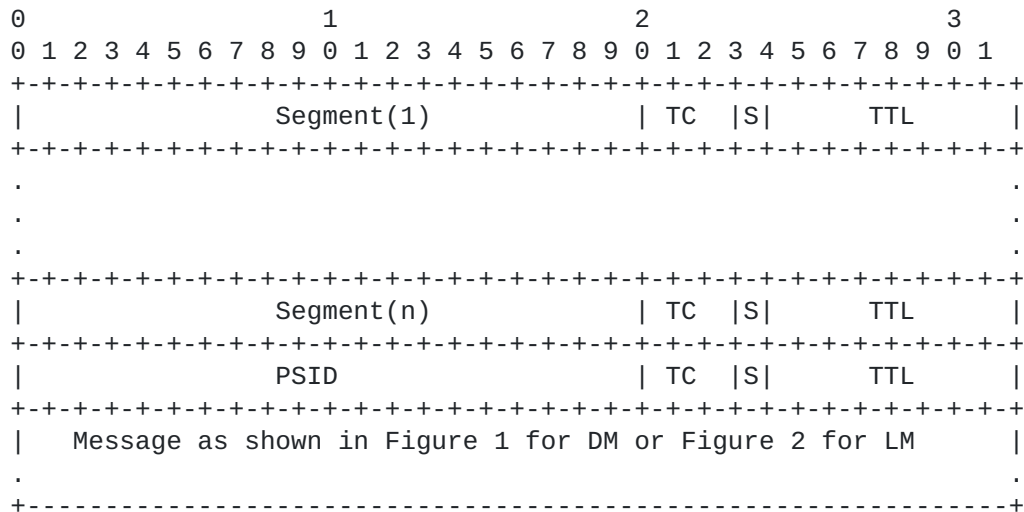 0                   1                   2                   3
0 1 2 3 4 5 6 7 8 9 0 1 2 3 4 5 6 7 8 9 0 1 2 3 4 5 6 7 8 9 0 1
+-+-+-+-+-+-+-+-+-+-+-+-+-+-+-+-+-+-+-+-+-+-+-+-+-+-+-+-+-+-+-+-+
|                Segment(1)             | TC  |S|      TTL      |
+-+-+-+-+-+-+-+-+-+-+-+-+-+-+-+-+-+-+-+-+-+-+-+-+-+-+-+-+-+-+-+-+
.                                                               .
.                                                               .
.                                                               .
+-+-+-+-+-+-+-+-+-+-+-+-+-+-+-+-+-+-+-+-+-+-+-+-+-+-+-+-+-+-+-+-+
|                Segment(n)             | TC  |S|      TTL      |
+-+-+-+-+-+-+-+-+-+-+-+-+-+-+-+-+-+-+-+-+-+-+-+-+-+-+-+-+-+-+-+-+
|                PSID                   | TC  |S|      TTL      |
+-+-+-+-+-+-+-+-+-+-+-+-+-+-+-+-+-+-+-+-+-+-+-+-+-+-+-+-+-+-+-+-+
|   Message as shown in Figure 1 for DM or Figure 2 for LM      |
.                                                               .
+---------------------------------------------------------------+